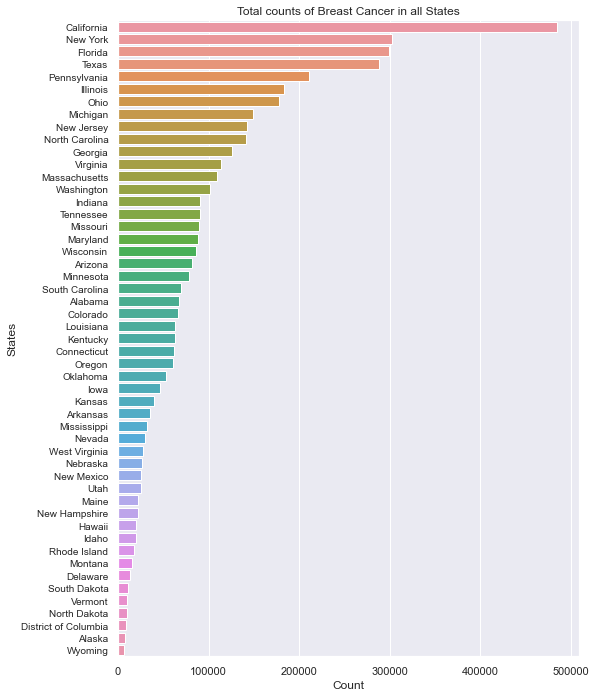 Total counts of Breast Cancer in all States
California
New York
Florida
Texas
Pennsylvania
Illinois
Ohio
Michigan
New Jersey
North Carolina
Georgia
Virginia
Massachusetts
Washington
Indiana
Tennessee
Missouri
Maryland
Wisconsin
Arizona
Minnesota
South Carolina
Alabama
Colorado
Louisiana
Kentucky
Connecticut
Oregon
Oklahoma
Iowa
Kansas
Arkansas
Mississippi
Nevada
West Virginia
Nebraska
New Mexico
Utah
Maine
New Hampshire
Hawaii
Idaho
Rhode Island
Montana
Delaware
South Dakota
Vermont
North Dakota
District of Columbia
Alaska
Wyoming
States
0 100000 200000 300000 400000 500000
Count